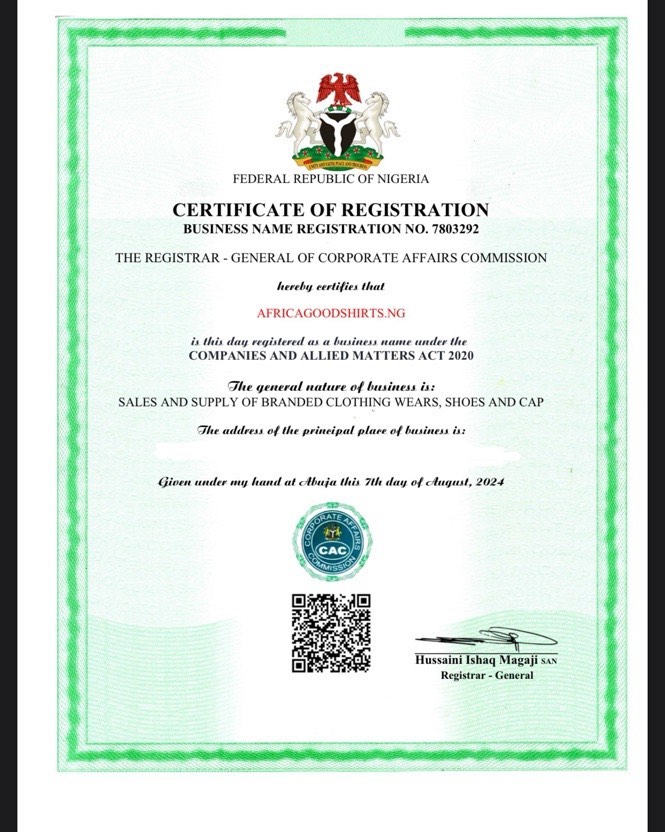 UNITY AND FAITH, PEACE AND PROGRESS
FEDERAL REPUBLIC OF NIGERIA
CERTIFICATE OF REGISTRATION
BUSINESS NAME REGISTRATION NO. 7803292
THE REGISTRAR - GENERAL OF CORPORATE AFFAIRS COMMISSION
hereby certifies that
AFRICAGOODSHIRTS.NG
is this day registered as a business name under the
COMPANIES AND ALLIED MATTERS ACT 2020
The general nature of business is:
SALES AND SUPPLY OF BRANDED CLOTHING WEARS, SHOES AND CAP
The address of the principal place of business is:
Given under my hand at Abuja this 7th day of August, 2024
CORPORATE AFFAIRS
CAC
COMMISSION
Hussaini Ishaq Magaji SAN
Registrar - General